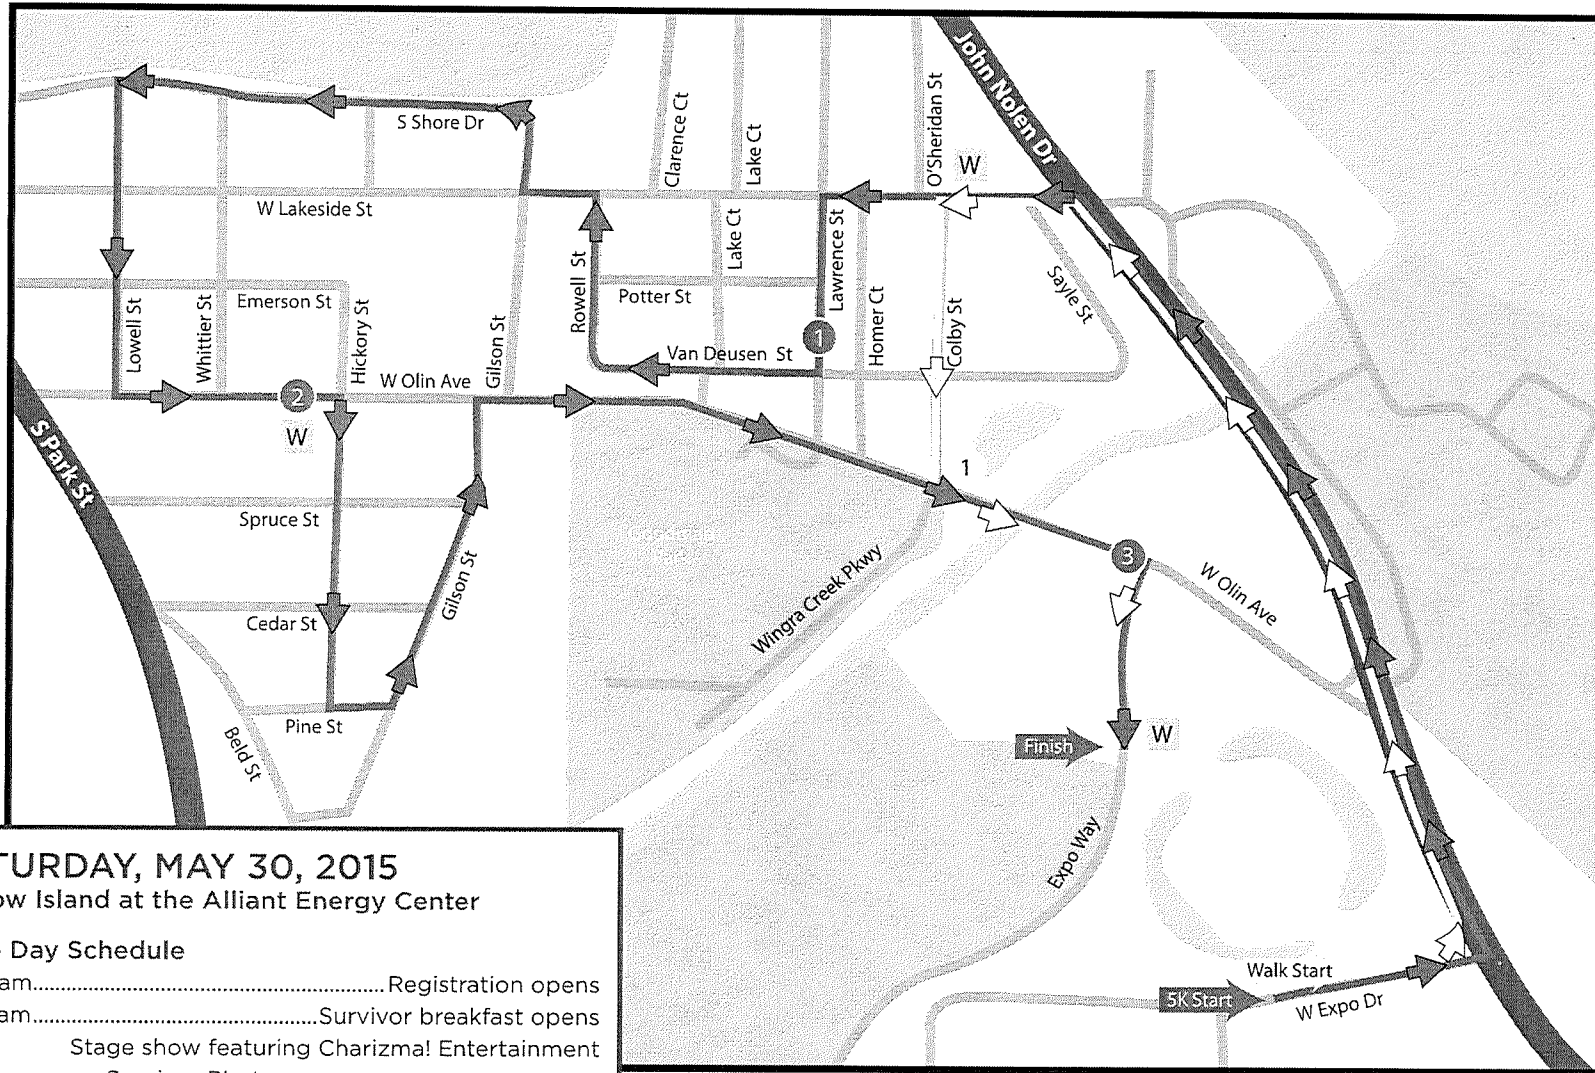 John Nolen Dr
S Shore Dr
Clarence Ct
Lake Ct
O'Sheridan St
W
W Lakeside St
Rowell St
Lake Ct
Lawrence St
Homer Ct
Colby St
Sayle St
Lowell St
Whittier St
Emerson St
Hickory St
Gilson St
Potter St
1
Van Deusen St
2
W Olin Ave
W
S Park St
Spruce St
1
3
W Olin Ave
Wingra Creek Pkwy
Cedar St
Gilson St
Pine St
Beld St
Finish
W
Expo Way
Walk Start
5K Start
W Expo Dr
TURDAY, MAY 30, 2015
ow Island at the Alliant Energy Center
Day Schedule
am Registration opens
am Survivor breakfast opens
Stage show featuring Charizma! Entertainment